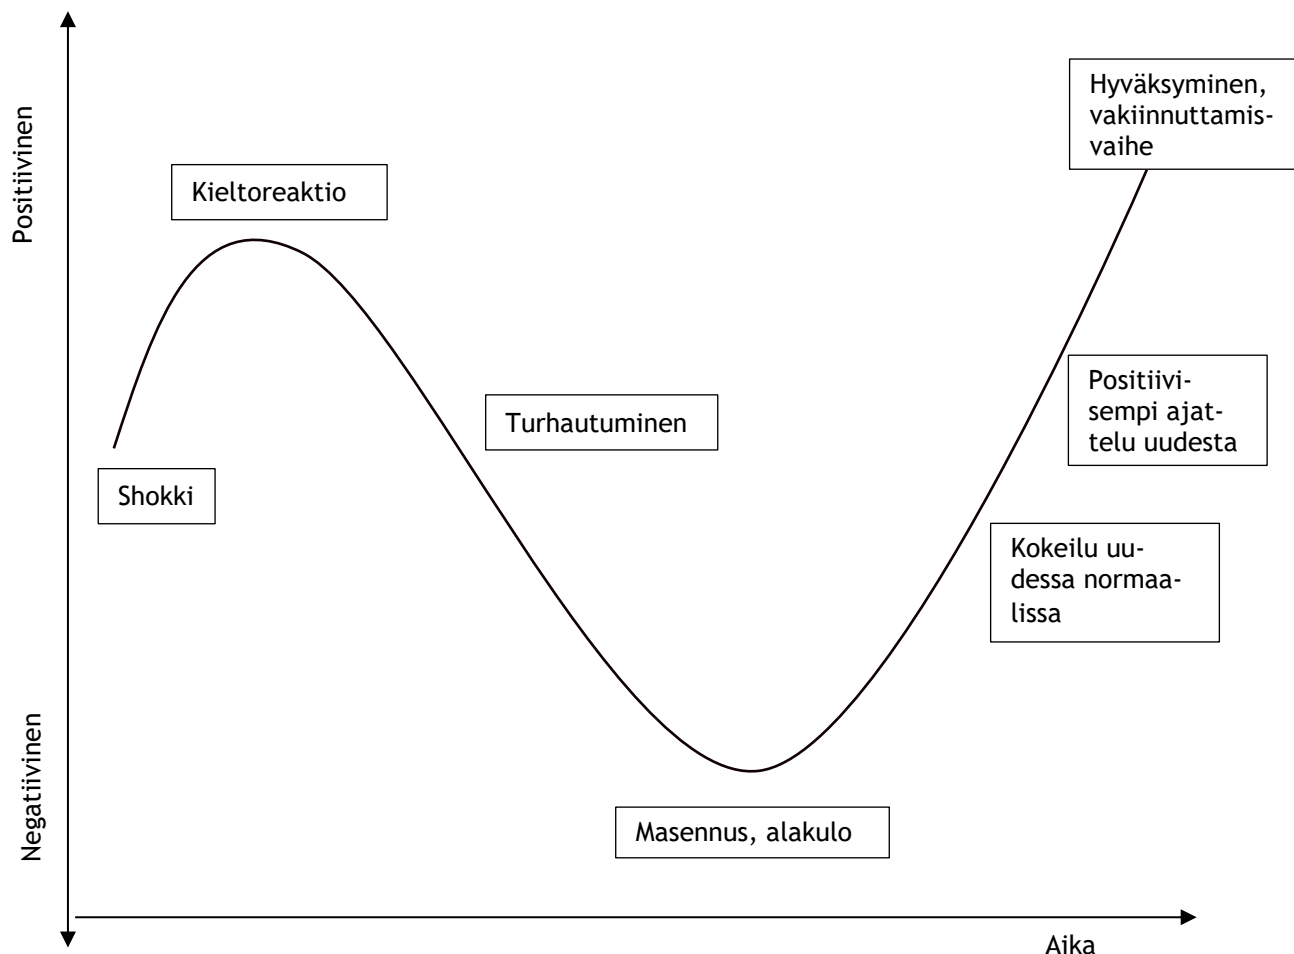 Positiivinen
Negatiivinen
Shokki
Kieltoreaktio
Turhautuminen
Masennus, alakulo
Kokeilu uu-
dessa normaa-
lissa
Positiivi-
sempi ajat-
telu uudesta
Hyväksyminen,
vakiinnuttamis-
vaihe
Aika